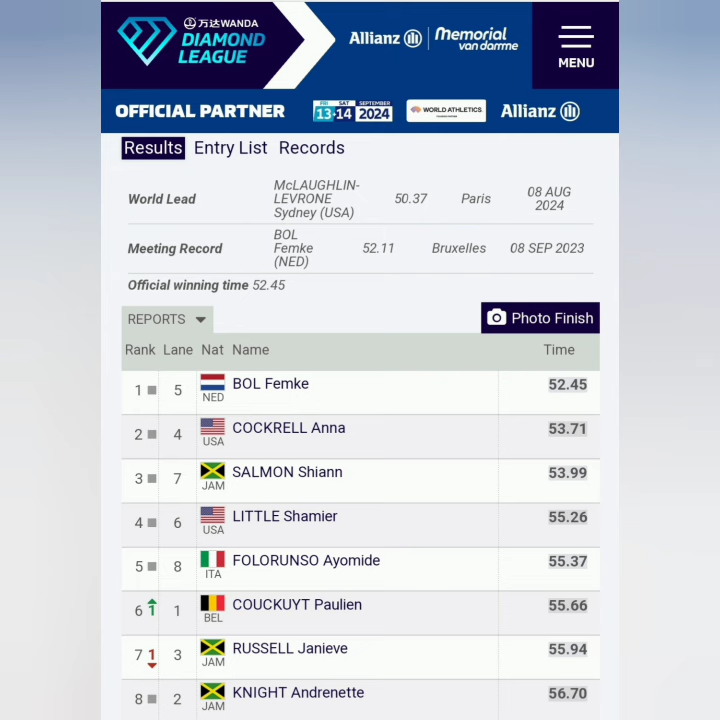 万达WANDA
DIAMOND
LEAGUE
Allianz
Memorial
van damme
MENU
OFFICIAL PARTNER
FRI SAT SEPTEMBER
13-14 2024
WORLD ATHLETICS.
Allianz
Results Entry List Records
World Lead McLAUGHLIN-LEVRONE Sydney (USA) 50.37 Paris 08 AUG 2024
Meeting Record BOL Femke (NED) 52.11 Bruxelles 08 SEP 2023
Official winning time 52.45
REPORTS
Photo Finish
Rank Lane Nat Name Time
1 5 NED BOL Femke 52.45
2 4 USA COCKRELL Anna 53.71
3 7 JAM SALMON Shiann 53.99
4 6 USA LITTLE Shamier 55.26
5 8 ITA FOLORUNSO Ayomide 55.37
6 1 1 BEL COUCKUYT Paulien 55.66
7 1 3 JAM RUSSELL Janieve 55.94
8 2 JAM KNIGHT Andrenette 56.70